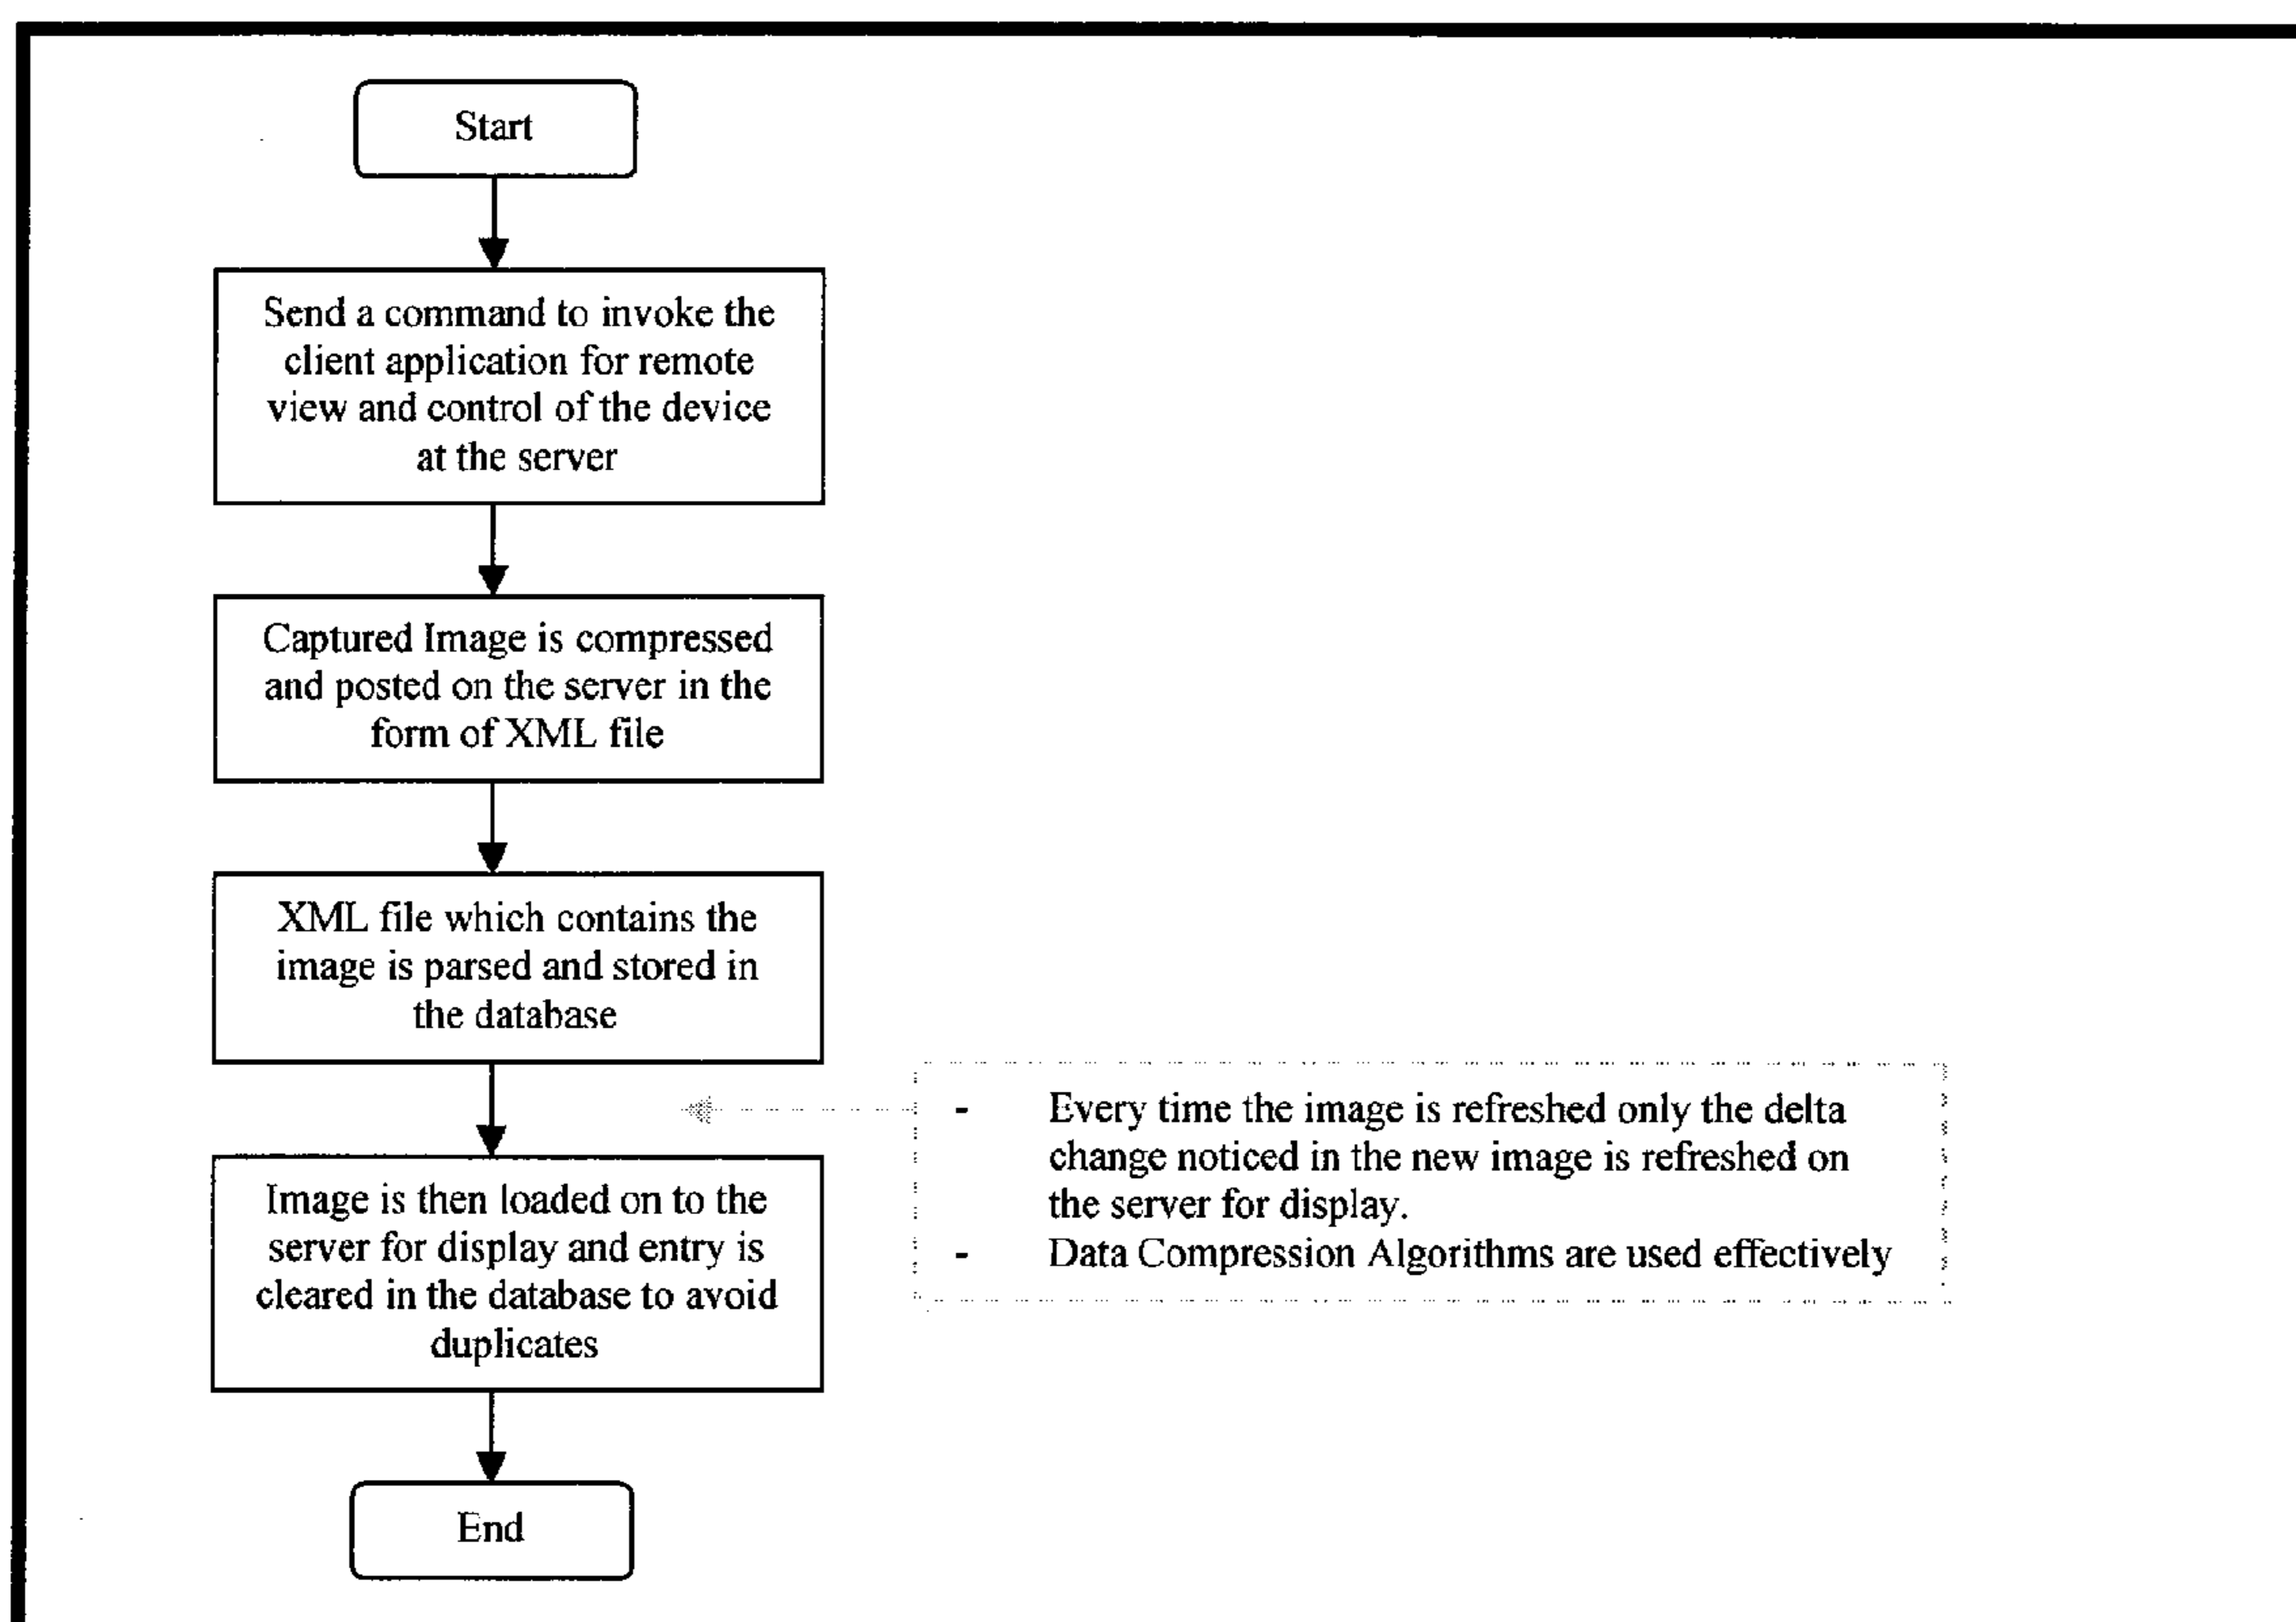 Start
Send a command to invoke the
client application for remote
view and control of the device
at the server
Captured Image is compressed
and posted on the server in the
form of XML file
XML file which contains the
image is parsed and stored in
the database
- Every time the image is refreshed only the delta
change noticed in the new image is refreshed on
the server for display.
- Data Compression Algorithms are used effectively
Image is then loaded on to the
server for display and entry is
cleared in the database to avoid
duplicates
End